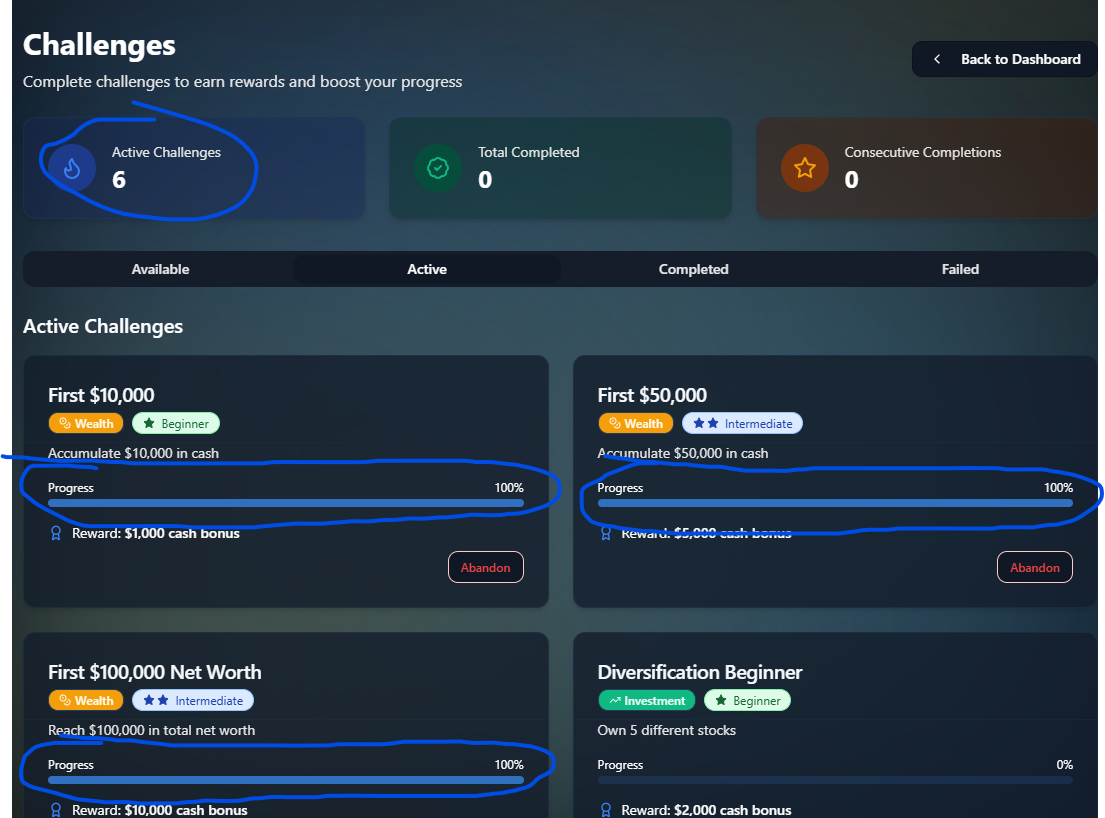 Challenges
Back to Dashboard
Complete challenges to earn rewards and boost your progress
Active Challenges
6
Total Completed
0
Consecutive Completions
0
Available Active Completed Failed
Active Challenges
First $10,000
Wealth Beginner
Accumulate $10,000 in cash
Progress 100%
Reward: $1,000 cash bonus
Abandon
First $50,000
Wealth Intermediate
Accumulate $50,000 in cash
Progress 100%
Reward: $5,000 cash bonus
Abandon
First $100,000 Net Worth
Wealth Intermediate
Reach $100,000 in total net worth
Progress 100%
Reward: $10,000 cash bonus
Diversification Beginner
Investment Beginner
Own 5 different stocks
Progress 0%
Reward: $2,000 cash bonus